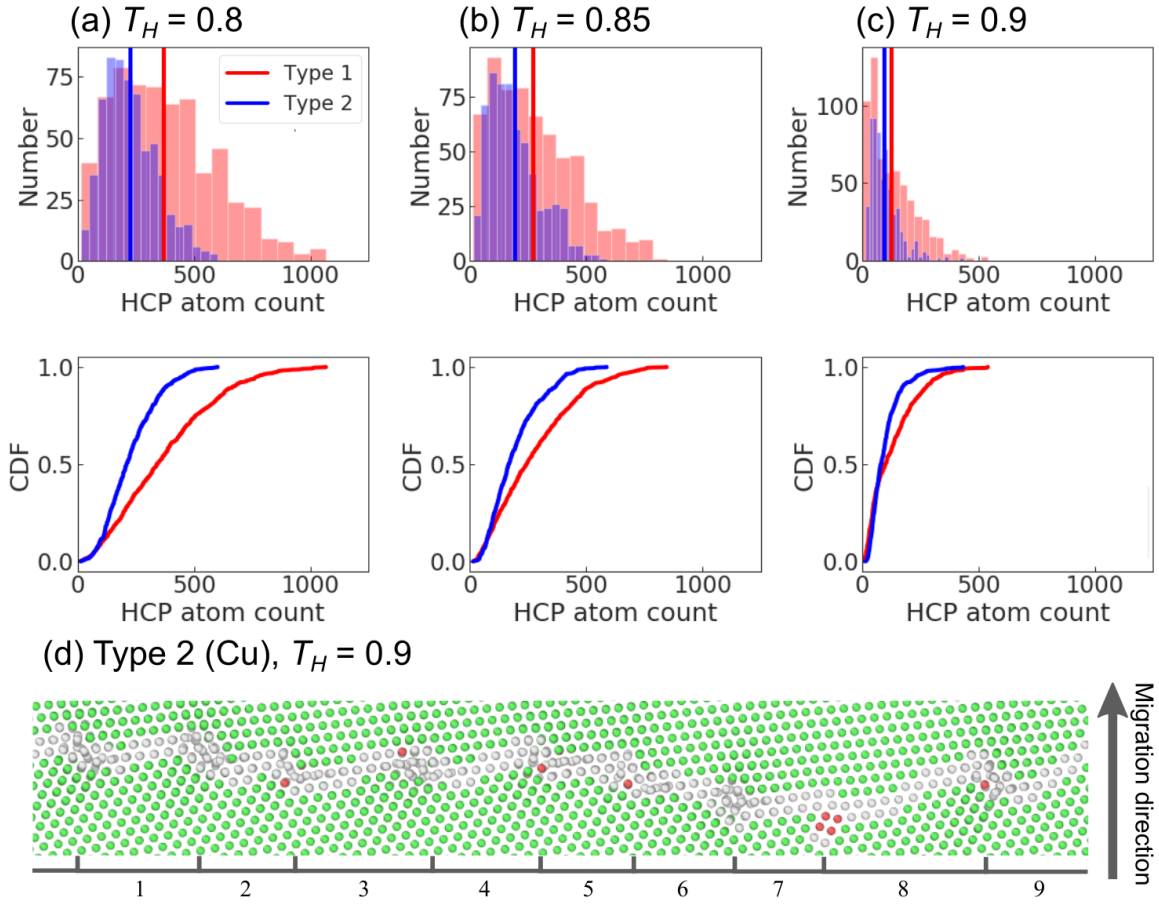 (a) T_H = 0.8
(b) T_H = 0.85
(c) T_H = 0.9
Number
75
50
25
0
Type 1
Type 2
0 500 1000
HCP atom count
Number
75
50
25
0
0 500 1000
HCP atom count
Number
100
50
0
0 500 1000
HCP atom count
CDF
1.0
0.5
0.0
0 500 1000
HCP atom count
CDF
1.0
0.5
0.0
0 500 1000
HCP atom count
CDF
1.0
0.5
0.0
0 500 1000
HCP atom count
(d) Type 2 (Cu), T_H = 0.9
Migration direction
1 2 3 4 5 6 7 8 9